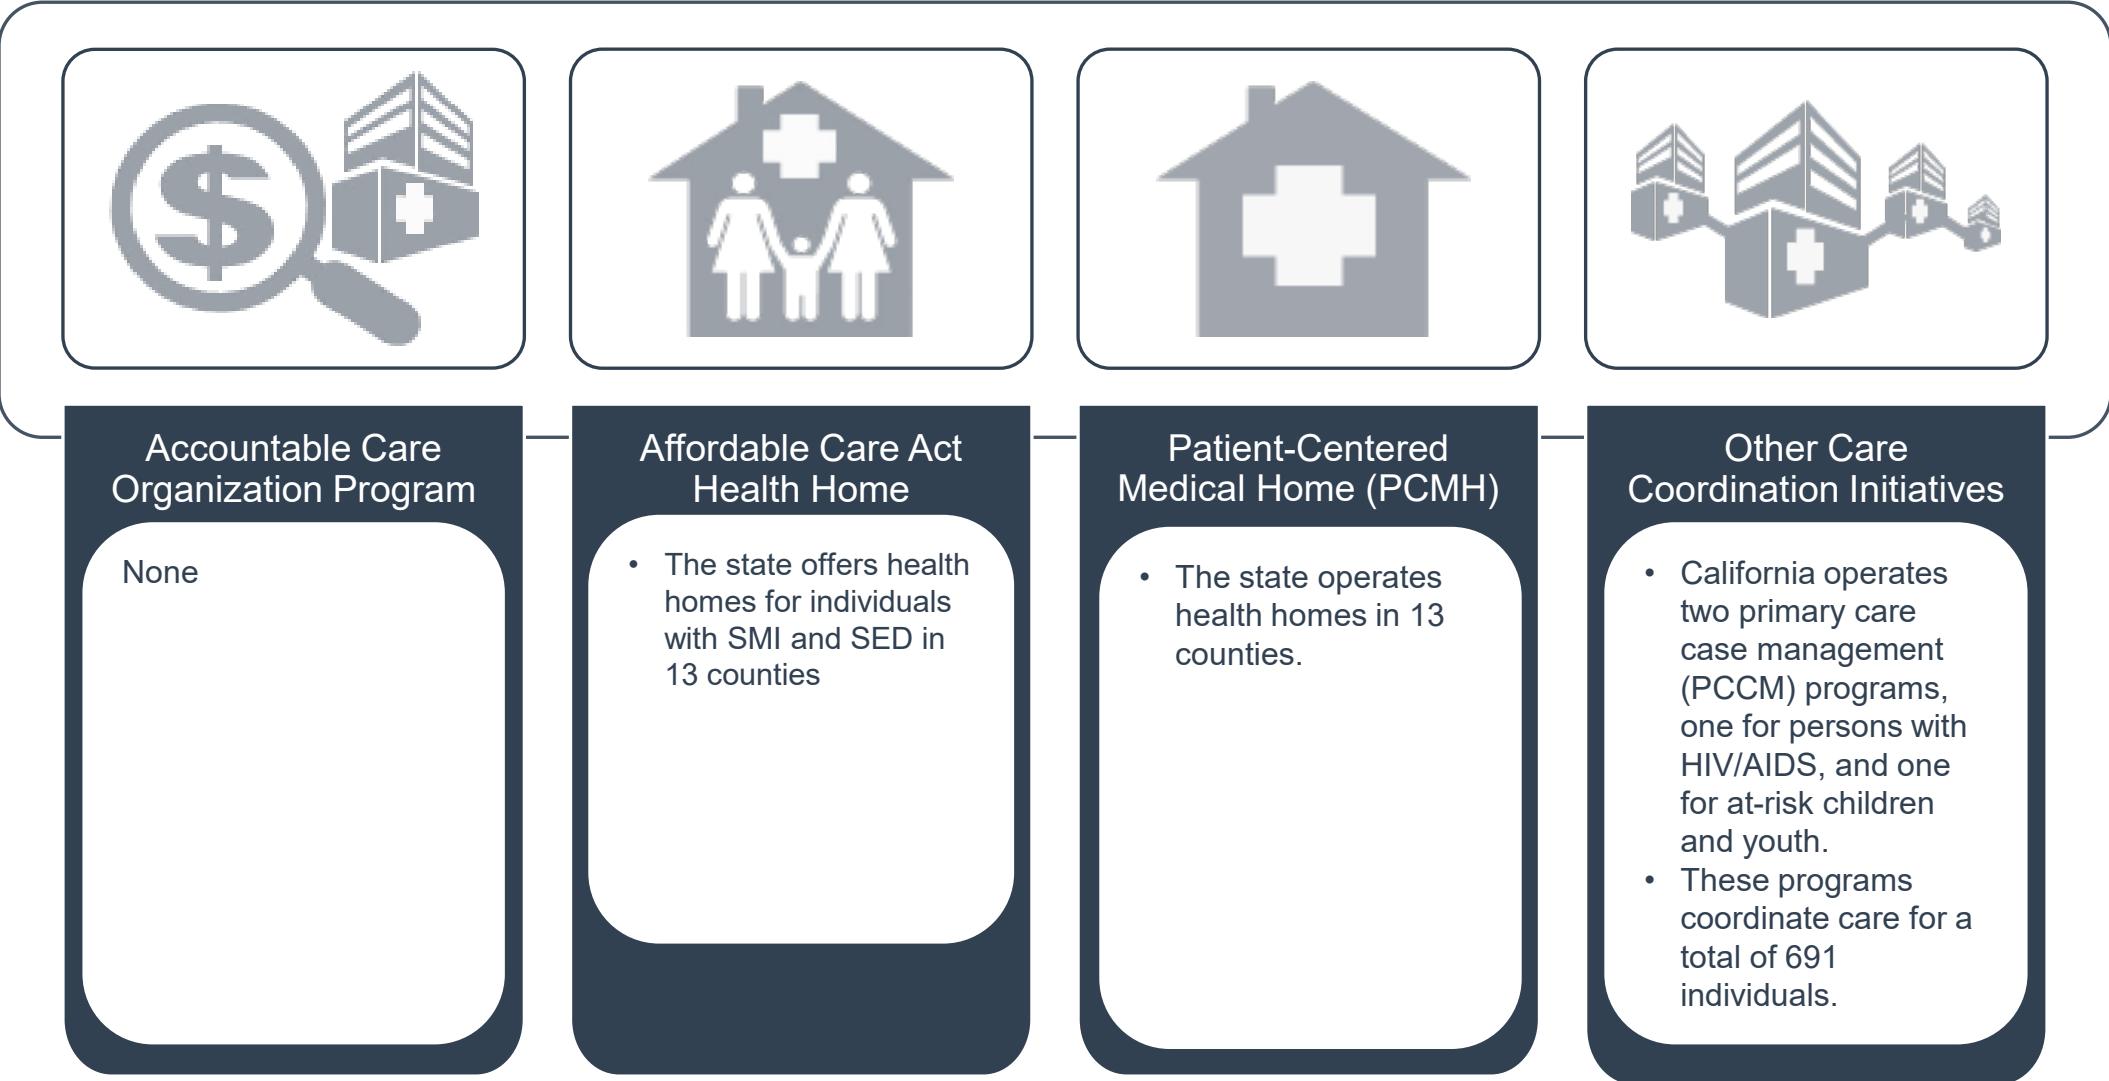 Accountable Care
Organization Program
None
Affordable Care Act
Health Home
• The state offers health
homes for individuals
with SMI and SED in
13 counties
Patient-Centered
Medical Home (PCMH)
• The state operates
health homes in 13
counties.
Other Care
Coordination Initiatives
• California operates
two primary care
case management
(PCCM) programs,
one for persons with
HIV/AIDS, and one
for at-risk children
and youth.
• These programs
coordinate care for a
total of 691
individuals.